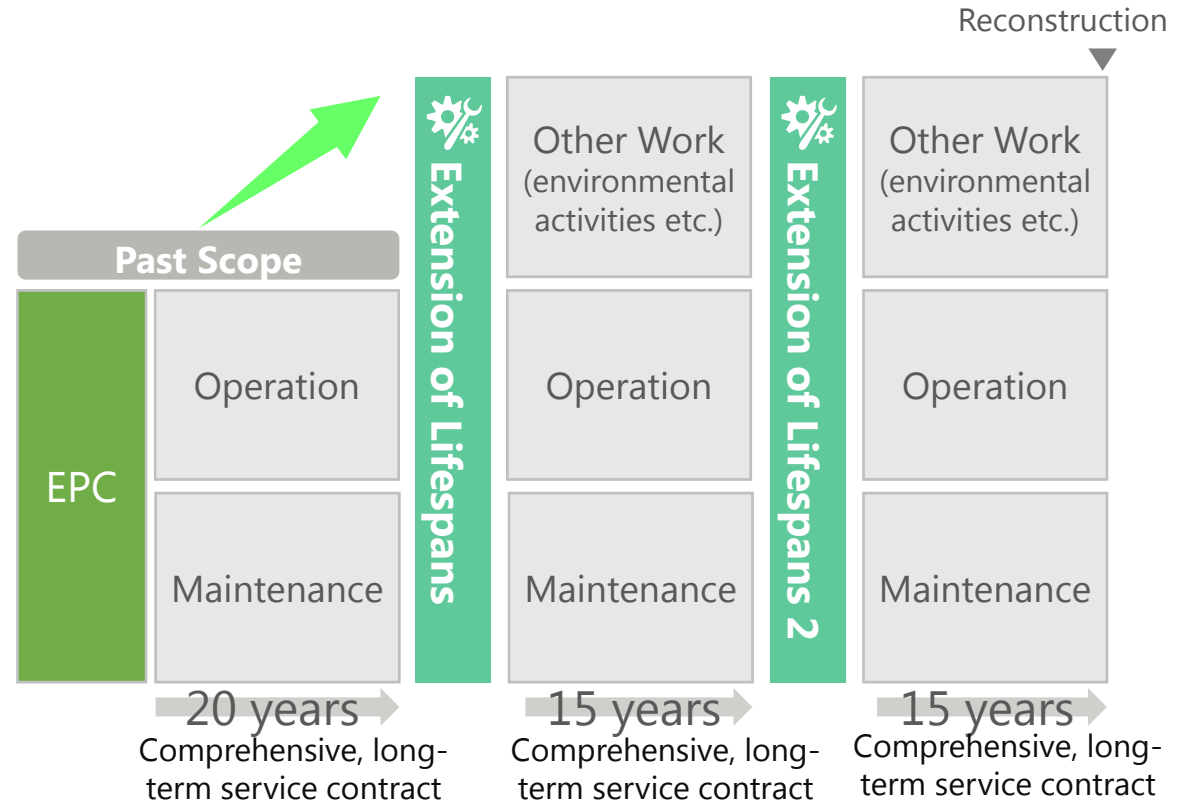 Reconstruction
Past Scope
EPC
Operation
Maintenance
20 years
Comprehensive, long-
term service contract
Extension of Lifespans
Other Work
(environmental
activities etc.)
Operation
Maintenance
15 years
Comprehensive, long-
term service contract
Extension of Lifespans 2
Other Work
(environmental
activities etc.)
Operation
Maintenance
15 years
Comprehensive, long-
term service contract